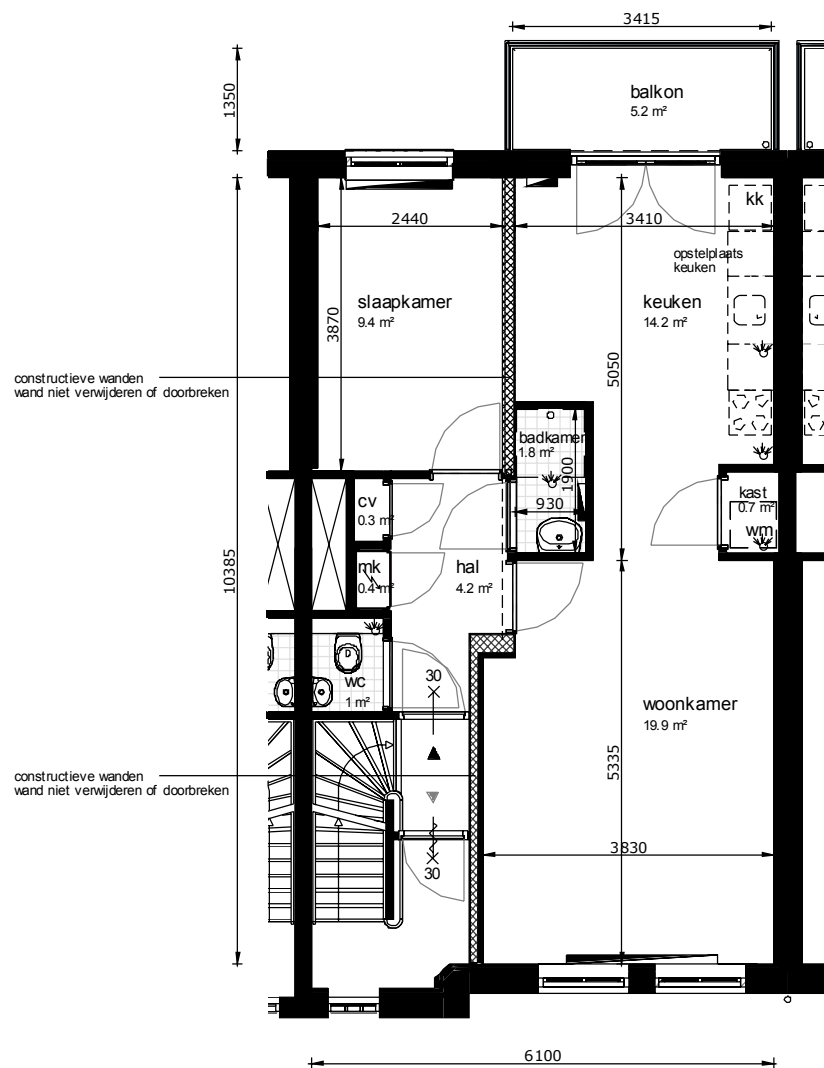 3415
1350
balkon
5.2 m²
kk
2440
3410
opstelplaats
keuken
slaapkamer
9.4 m²
keuken
14.2 m²
3870
5050
constructieve wanden
wand niet verwijderen of doorbreken
badkamer
1.8 m²
1900
930
cv
0.3 m²
kast
0.7 m²
wm
mk
0.4 m²
hal
4.2 m²
10385
30
wc
1 m²
woonkamer
19.9 m²
constructieve wanden
wand niet verwijderen of doorbreken
5335
3830
30
6100